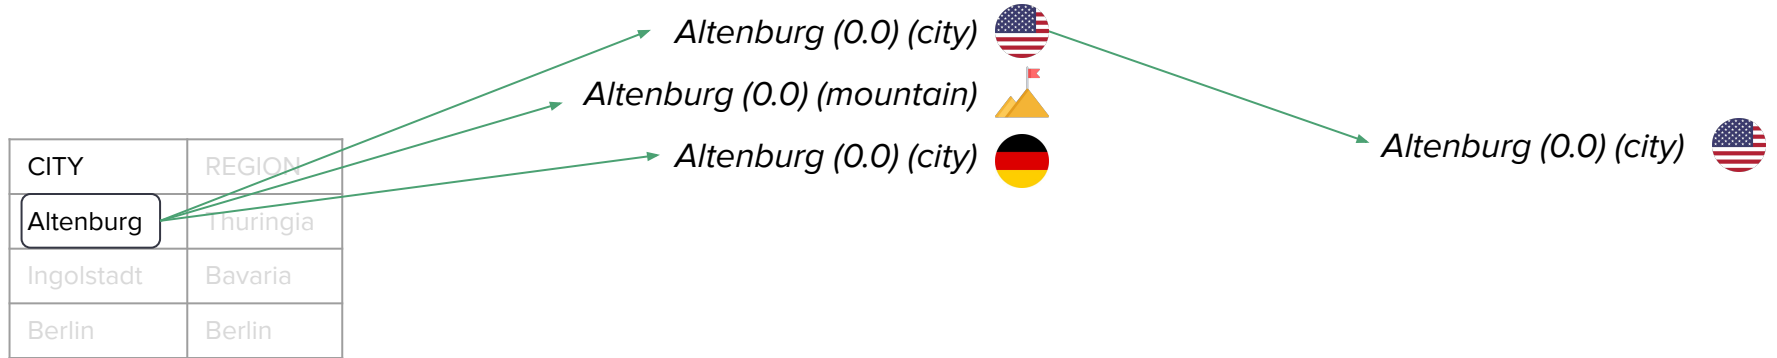 Altenburg (0.0) (city)
Altenburg (0.0) (mountain)
Altenburg (0.0) (city)
Altenburg (0.0) (city)
CITY REGION
Altenburg Thuringia
Ingolstadt Bavaria
Berlin Berlin